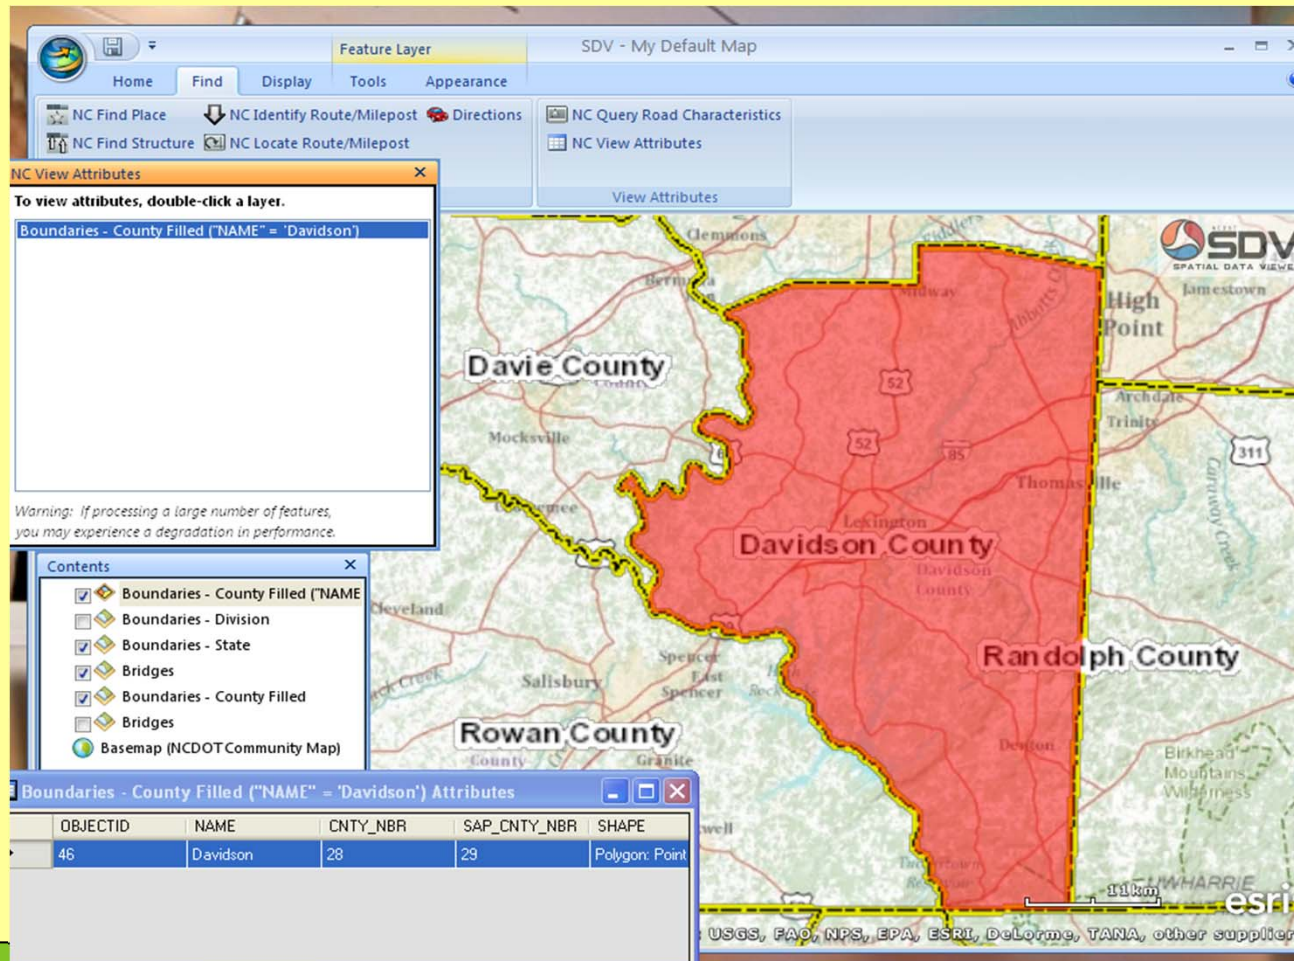 Feature Layer
SDV - My Default Map
Home Find Display Tools Appearance
NC Find Place
NC Identify Route/Milepost
Directions
NC Query Road Characteristics
NC Find Structure
NC Locate Route/Milepost
NC View Attributes
View Attributes
NC View Attributes
To view attributes, double-click a layer.
Boundaries - County Filled ("NAME" = 'Davidson')
Warning: If processing a large number of features,
you may experience a degradation in performance.
Contents
Boundaries - County Filled ("NAME
Boundaries - Division
Boundaries - State
Bridges
Boundaries - County Filled
Bridges
Basemap (NCDOT Community Map)
Boundaries - County Filled ("NAME" = 'Davidson') Attributes
OBJECTID NAME CNTY_NBR SAP_CNTY_NBR SHAPE
46 Davidson 28 29 Polygon: Point
SDV
SPATIAL DATA VIEWE
Clemmons
Midway
Abbotts
High
Point
Jamestown
Davie County
County
52
Archdale
Trinity
Mocksville
52
85
311
Thomasville
Caraway Creek
Lexington
Davidson County
Davidson
County
Cleveland
Randolph County
Spencer
East
Spencer
Salisbury
Rowan County
County
Granite
Denton
Birkhead
Mountains
Wilderness
11km
UWHARRIE
esri
USGS, FAO, NPS, EPA, ESRI, DeLorme, TANA, other supplier